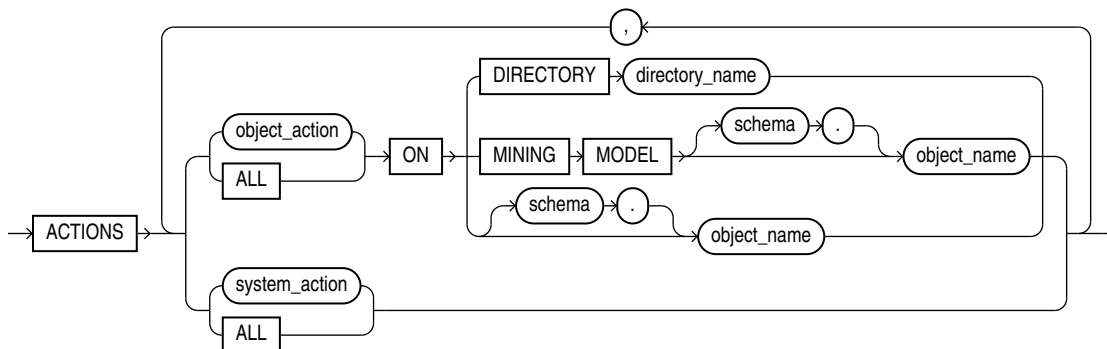 ,
DIRECTORY directory_name
object_action
schema .
ON MINING MODEL object_name
ALL
schema .
ACTIONS object_name
system_action
ALL